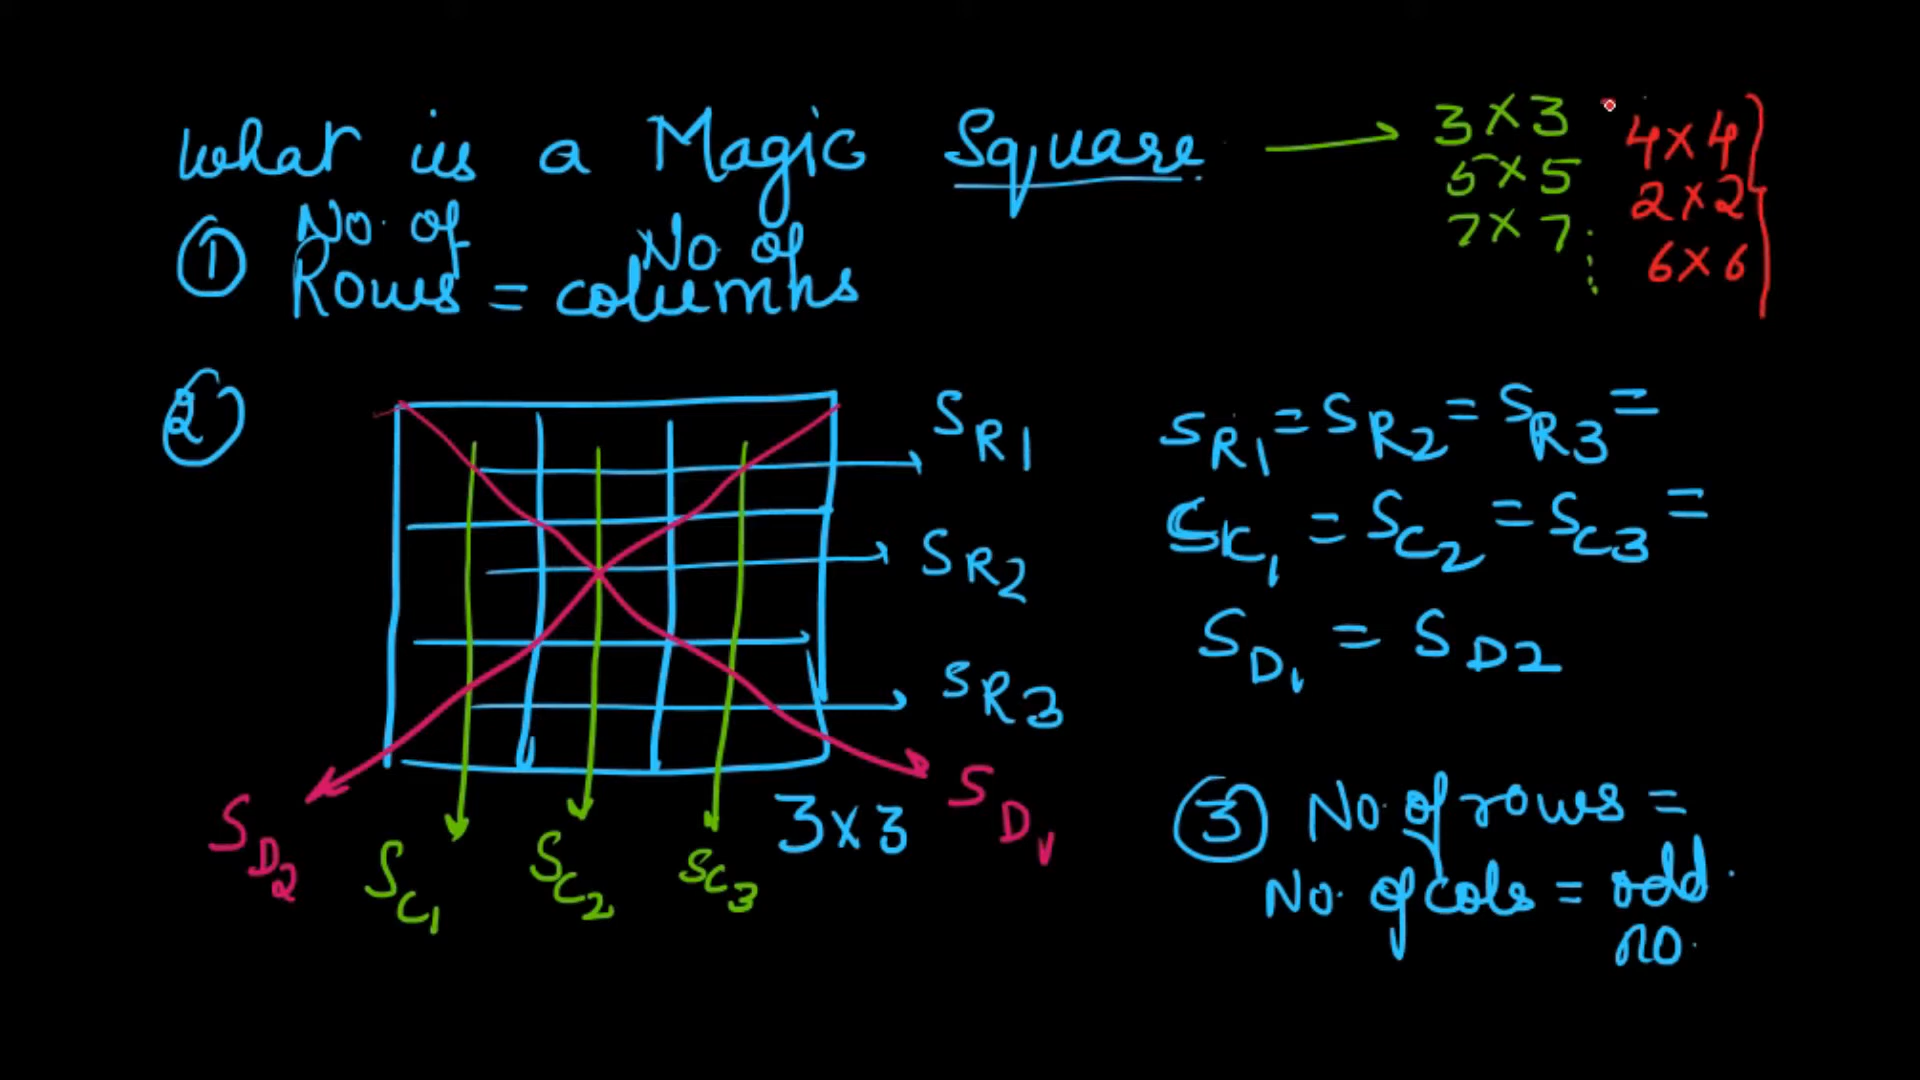 What is a Magic Square → 3×3 4×4
5×5 2×2
7×7 6×6
① No. of Rows = No of columns
②
SR1
SR2
SR3
SD1
SD2
SC1
SC2
SC3
3×3
SR1 = SR2 = SR3 =
SC1 = SC2 = SC3 =
SD1 = SD2
③ No. of rows =
No. of cols = odd
no.